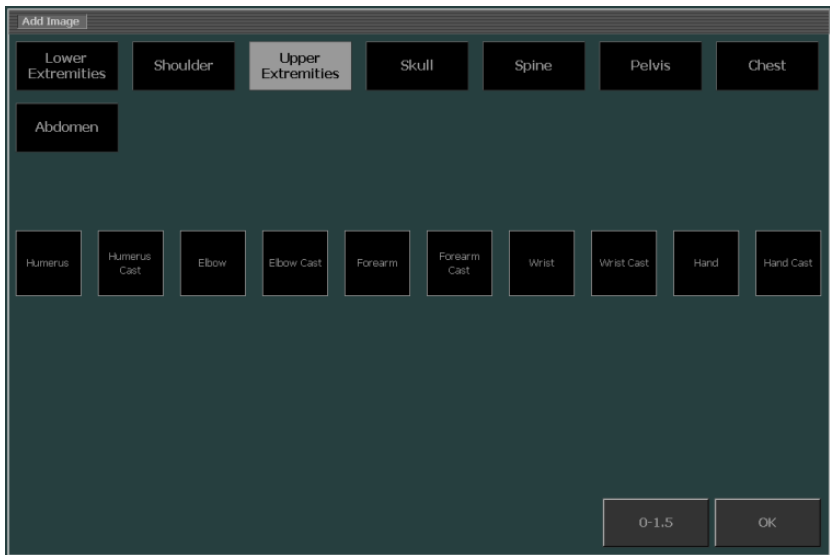 Add Image
Lower
Extremities
Shoulder
Upper
Extremities
Skull
Spine
Pelvis
Chest
Abdomen
Humerus
Humerus
Cast
Elbow
Elbow Cast
Forearm
Forearm
Cast
Wrist
Wrist Cast
Hand
Hand Cast
0-1.5
OK